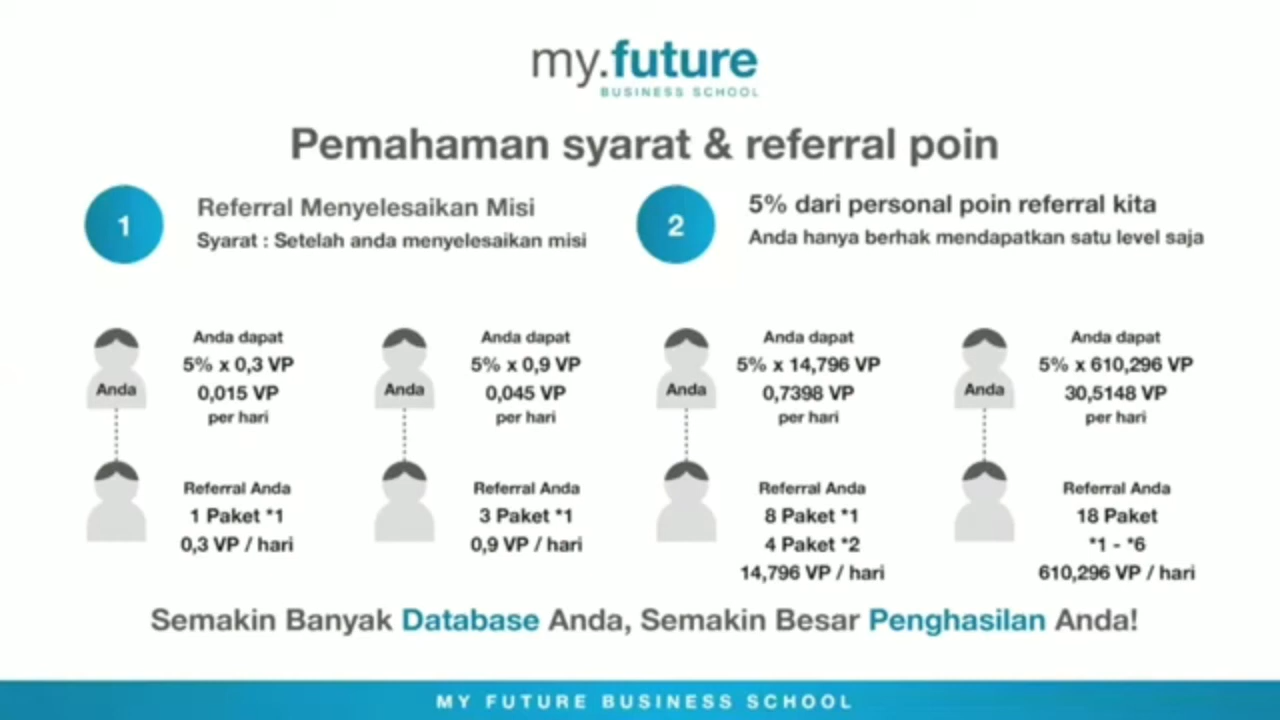 my.future
BUSINESS SCHOOL
Pemahaman syarat & referral poin
1
Referral Menyelesaikan Misi
Syarat : Setelah anda menyelesaikan misi
2
5% dari personal poin referral kita
Anda hanya berhak mendapatkan satu level saja
Anda
Anda dapat
5% x 0,3 VP
0,015 VP
per hari
Referral Anda
1 Paket *1
0,3 VP / hari
Anda
Anda dapat
5% x 0,9 VP
0,045 VP
per hari
Referral Anda
3 Paket *1
0,9 VP / hari
Anda
Anda dapat
5% x 14,796 VP
0,7398 VP
per hari
Referral Anda
8 Paket *1
4 Paket *2
14,796 VP / hari
Anda
Anda dapat
5% x 610,296 VP
30,5148 VP
per hari
Referral Anda
18 Paket
*1 - *6
610,296 VP / hari
Semakin Banyak Database Anda, Semakin Besar Penghasilan Anda!
MY FUTURE BUSINESS SCHOOL